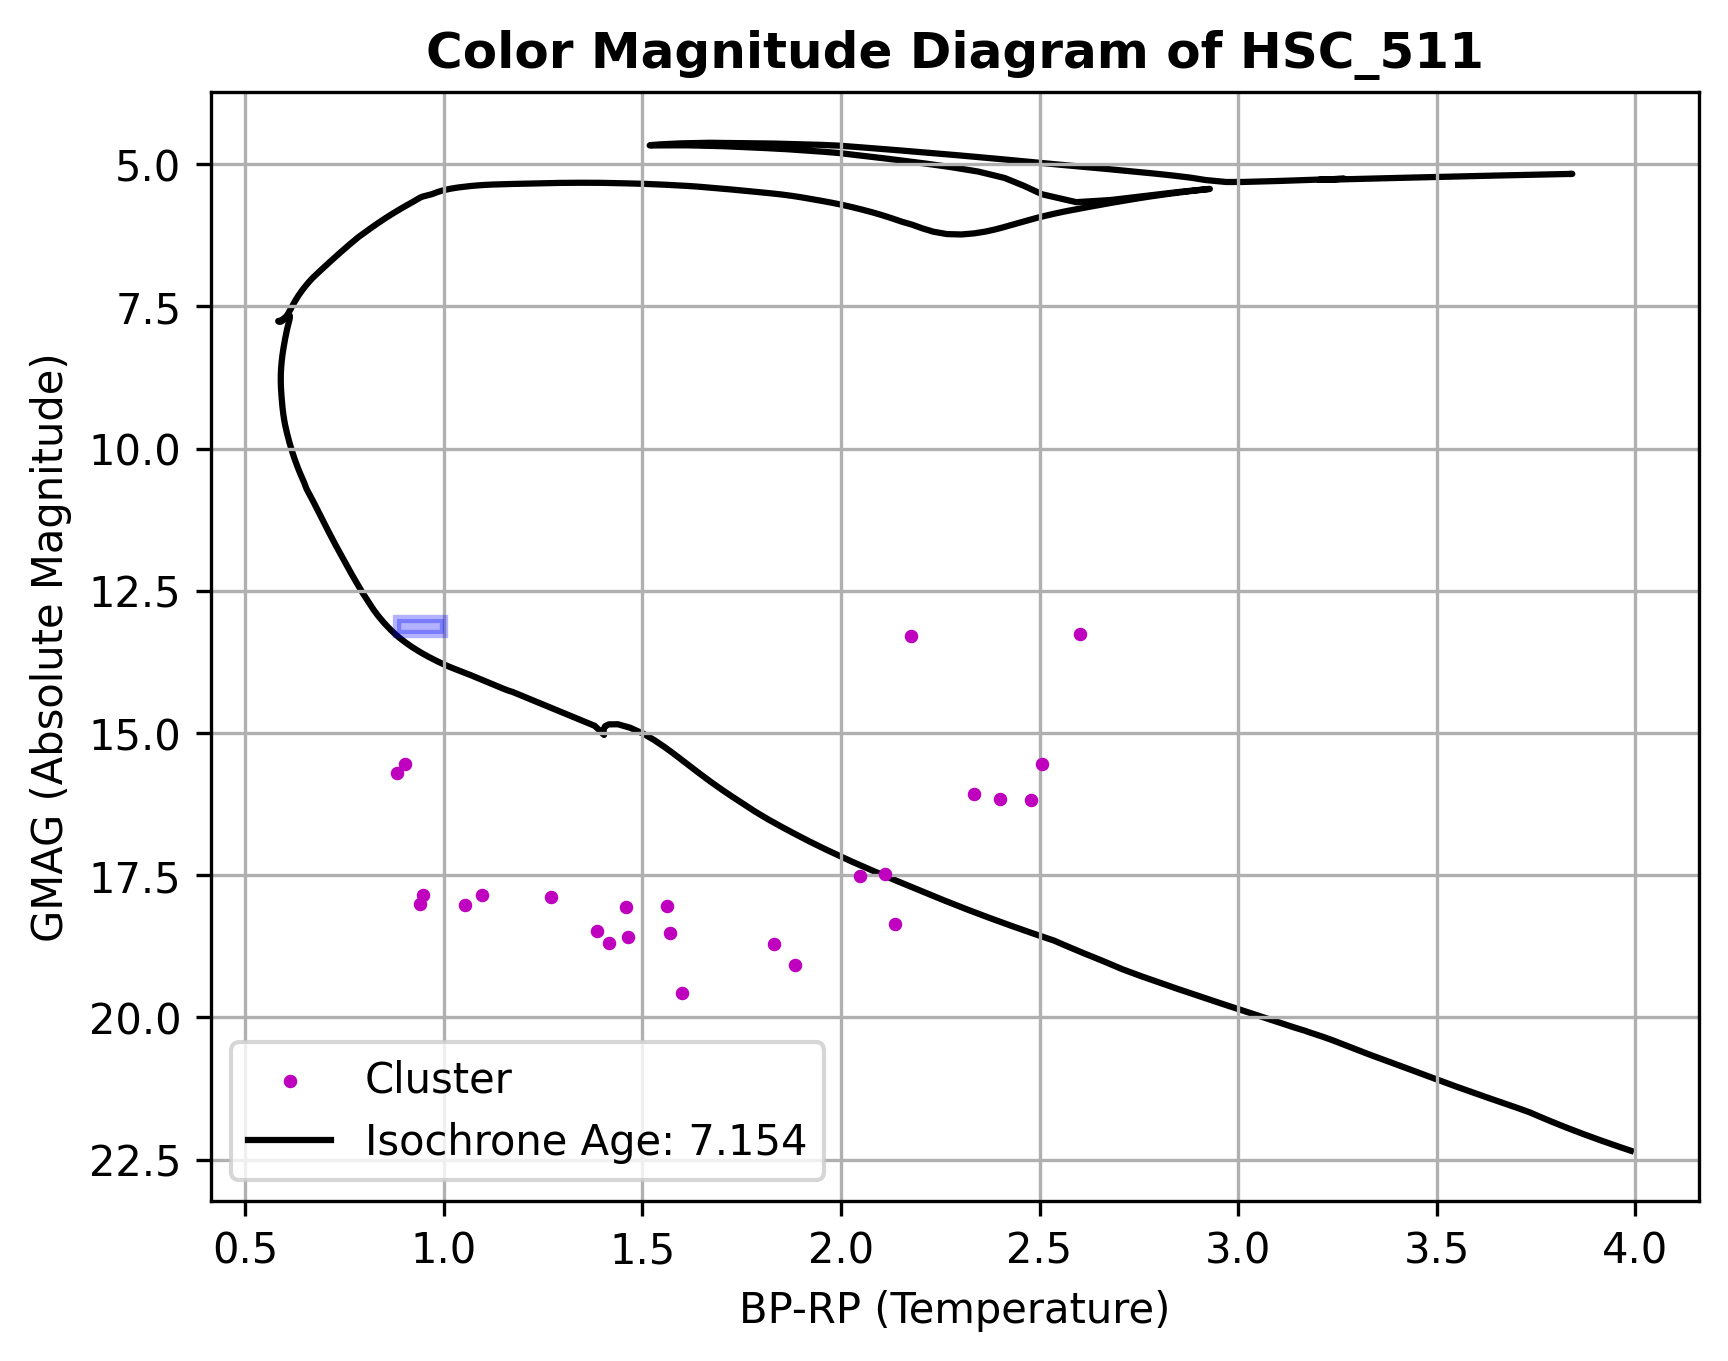 Color Magnitude Diagram of HSC_511
GMAG (Absolute Magnitude)
5.0
7.5
10.0
12.5
15.0
17.5
20.0
22.5
Cluster
Isochrone Age: 7.154
0.5 1.0 1.5 2.0 2.5 3.0 3.5 4.0
BP-RP (Temperature)